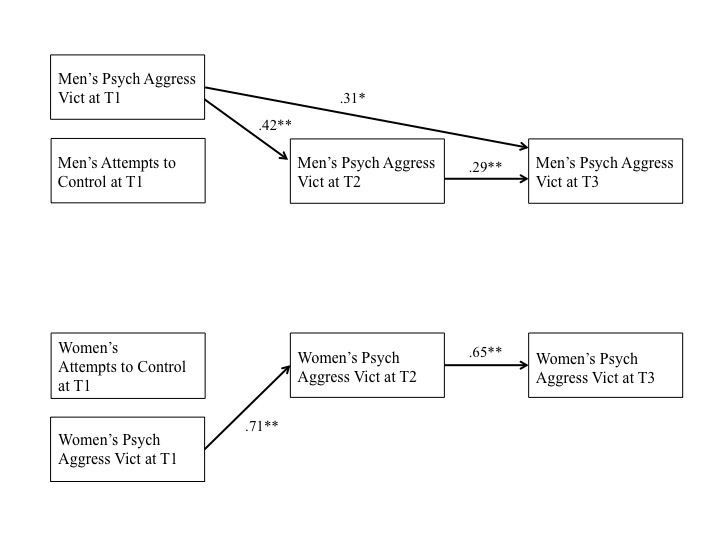 Men’s Psych Aggress
Vict at T1
.31*
.42**
Men’s Attempts to
Control at T1
Men’s Psych Aggress
Vict at T2
.29**
Men’s Psych Aggress
Vict at T3
Women’s
Attempts to Control
at T1
Women’s Psych
Aggress Vict at T2
.65**
Women’s Psych
Aggress Vict at T3
.71**
Women’s Psych
Aggress Vict at T1